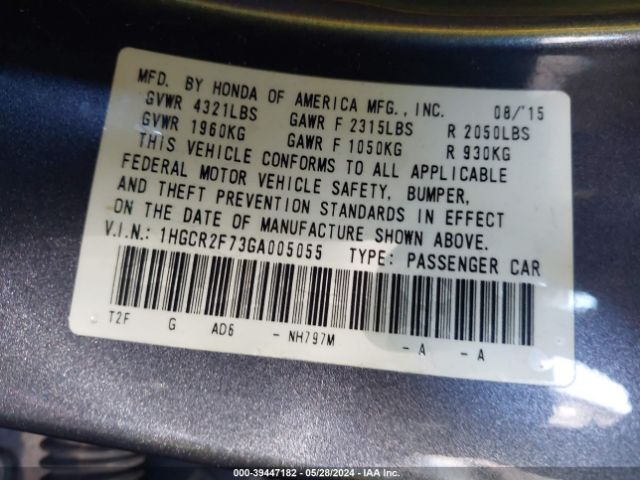 MFD. BY HONDA OF AMERICA MFG., INC. 08/'15
GVWR 4321LBS GAWR F 2315LBS R 2050LBS
GVWR 1960KG GAWR F 1050KG R 930KG
THIS VEHICLE CONFORMS TO ALL APPLICABLE
FEDERAL MOTOR VEHICLE SAFETY, BUMPER,
AND THEFT PREVENTION STANDARDS IN EFFECT
ON THE DATE OF MANUFACTURE SHOWN ABOVE.
V.I.N.: 1HGCR2F73GA005055 TYPE: PASSENGER CAR
T2F G AD6 - NH797M - A - A
000-39447182 - 05/28/2024 - IAA Inc.